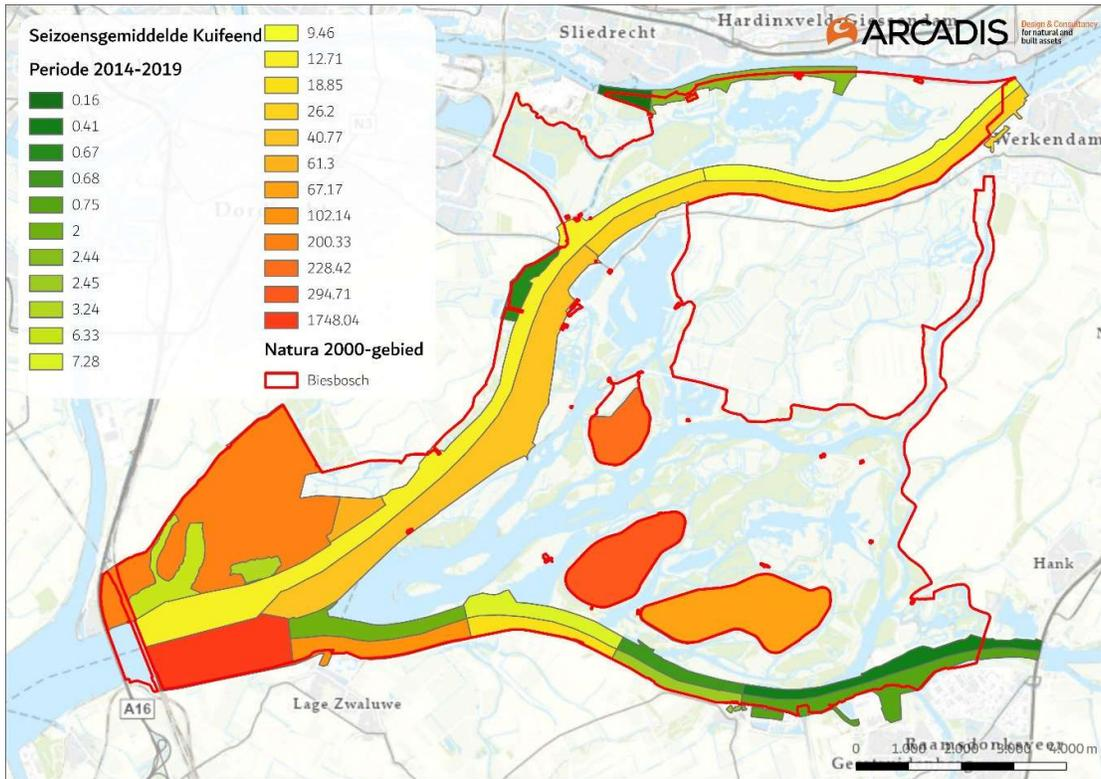 Seizoensgemiddelde Kuifeend
Periode 2014-2019
0.16
0.41
0.67
0.68
0.75
2
2.44
2.45
3.24
6.33
7.28
9.46
12.71
18.85
26.2
40.77
61.3
67.17
102.14
200.33
228.42
294.71
1748.04
Natura 2000-gebied
Biesbosch
Sliedrecht
Hardinxveld-Giessendam
ARCADIS
Design & Consultancy
for natural and
built assets
N3
Werkendam
Hank
A16
Lage Zwaluwe
Raamsdonksveer
0 1.000 2.000 3.000 4.000 m